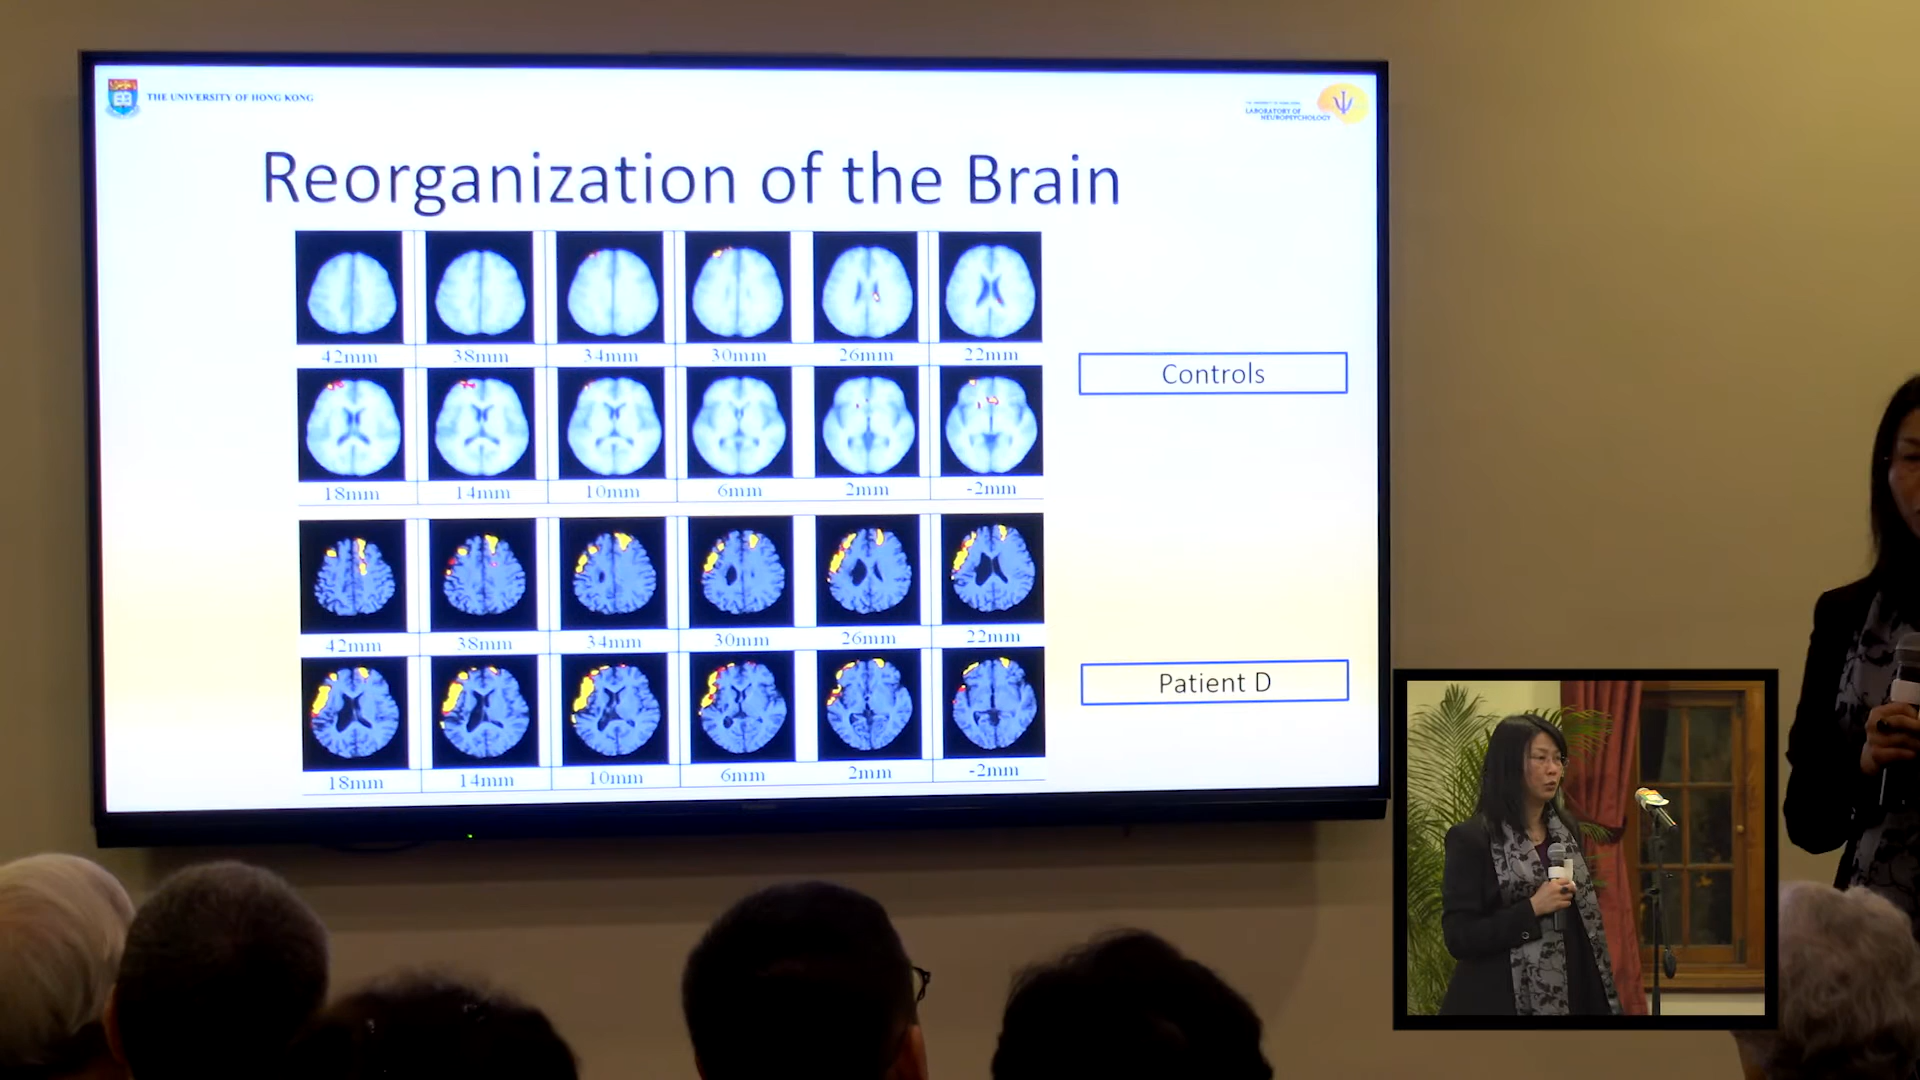 THE UNIVERSITY OF HONG KONG
LABORATORY OF
NEUROPSYCHOLOGY
Reorganization of the Brain
42mm 38mm 34mm 30mm 26mm 22mm
18mm 14mm 10mm 6mm 2mm -2mm
Controls
42mm 38mm 34mm 30mm 26mm 22mm
18mm 14mm 10mm 6mm 2mm -2mm
Patient D